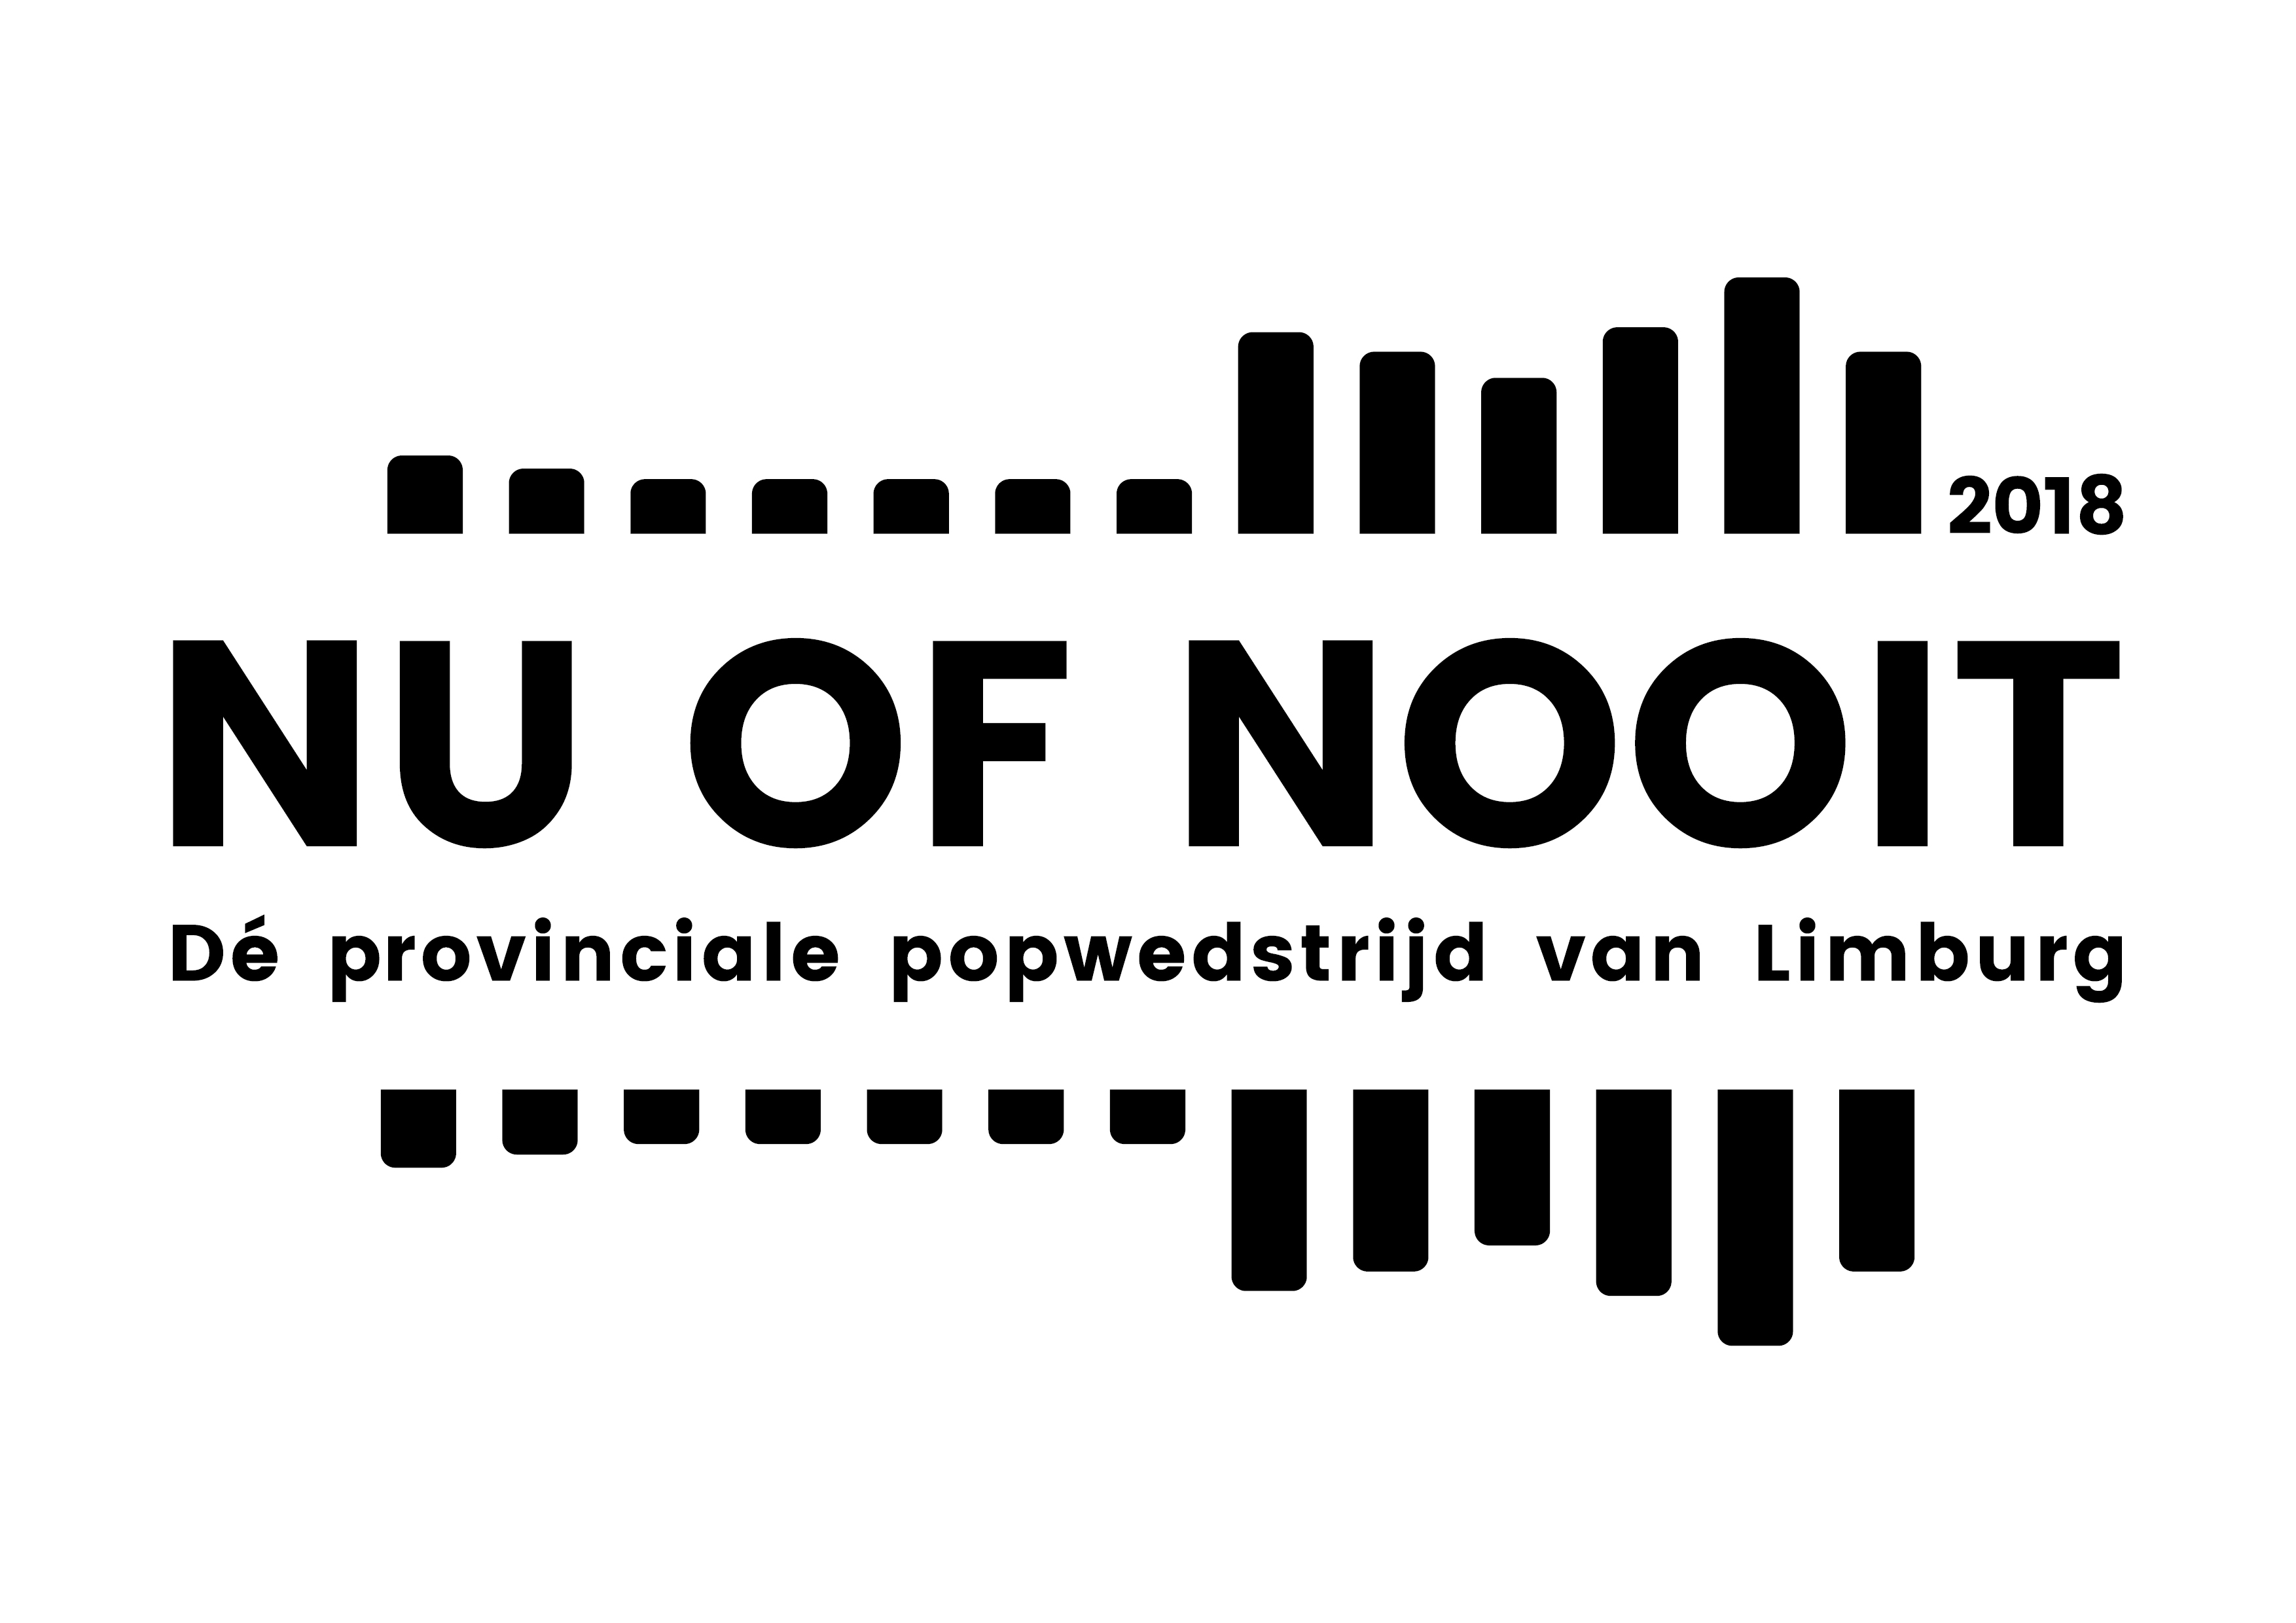 2018
NU OF NOOIT
Dé provinciale popwedstrijd van Limburg